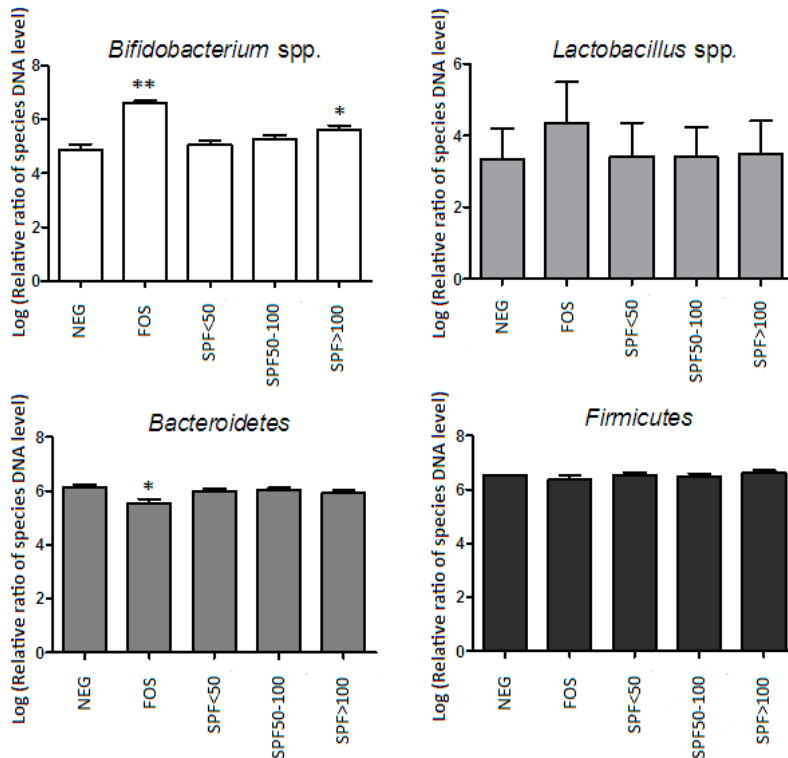 Bifidobacterium spp.
Log (Relative ratio of species DNA level)
8
6
4
2
0
**
*
NEG
FOS
SPF<50
SPF50-100
SPF>100
Lactobacillus spp.
Log (Relative ratio of species DNA level)
6
4
2
0
NEG
FOS
SPF<50
SPF50-100
SPF>100
Bacteroidetes
Log (Relative ratio of species DNA level)
8
6
4
2
0
*
NEG
FOS
SPF<50
SPF50-100
SPF>100
Firmicutes
Log (Relative ratio of species DNA level)
8
6
4
2
0
NEG
FOS
SPF<50
SPF50-100
SPF>100